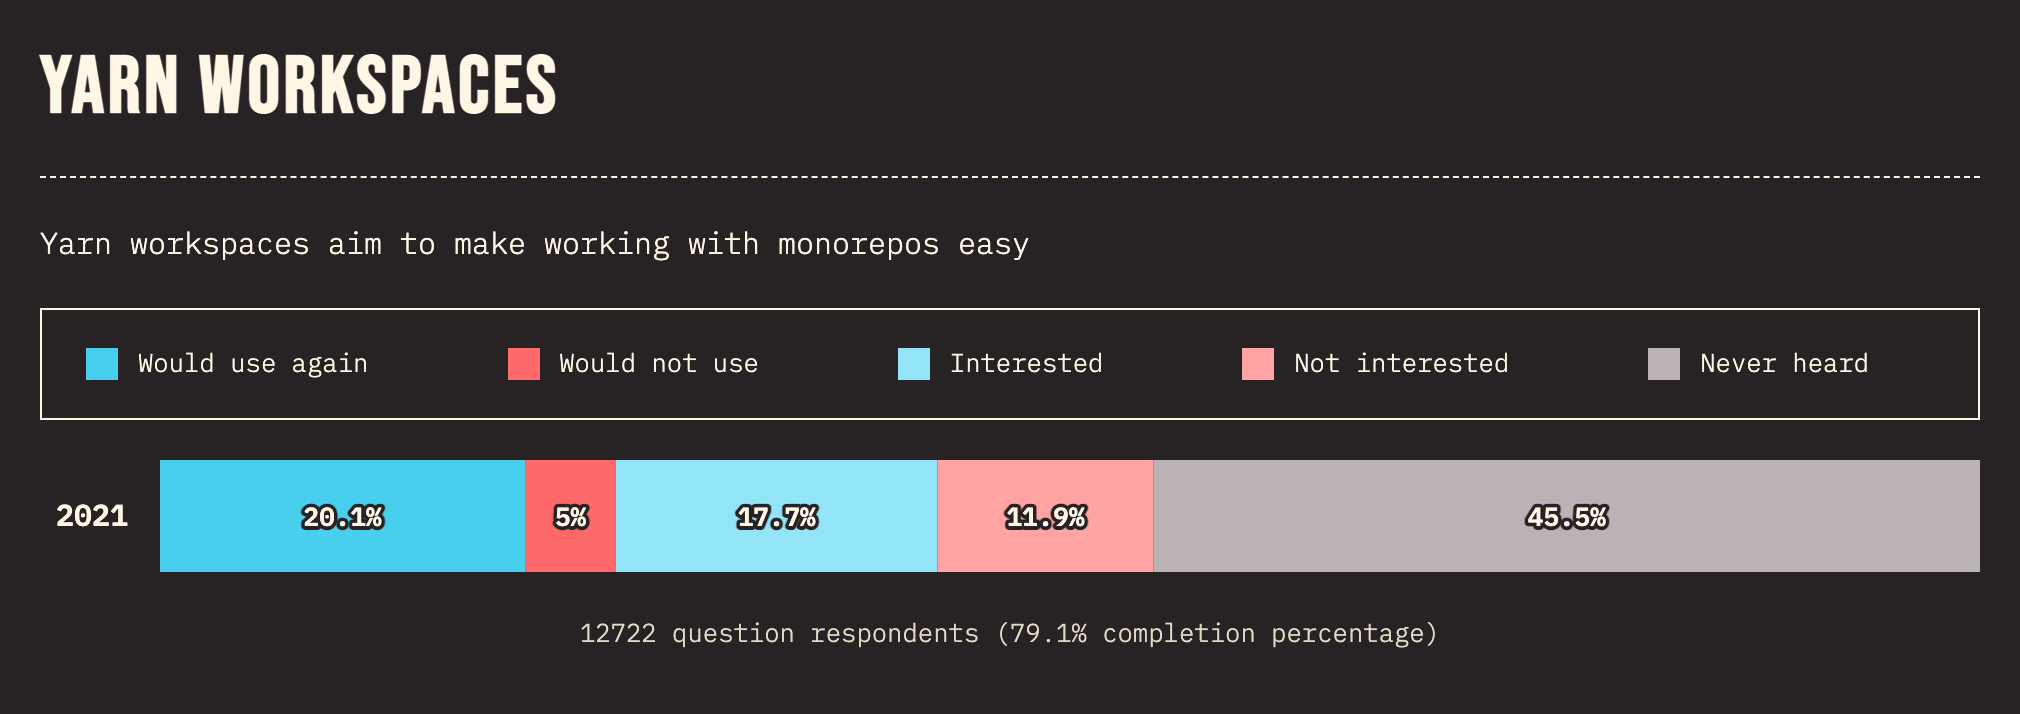 YARN WORKSPACES
Yarn workspaces aim to make working with monorepos easy
Would use again Would not use Interested Not interested Never heard
2021 20.1% 5% 17.7% 11.9% 45.5%
12722 question respondents (79.1% completion percentage)